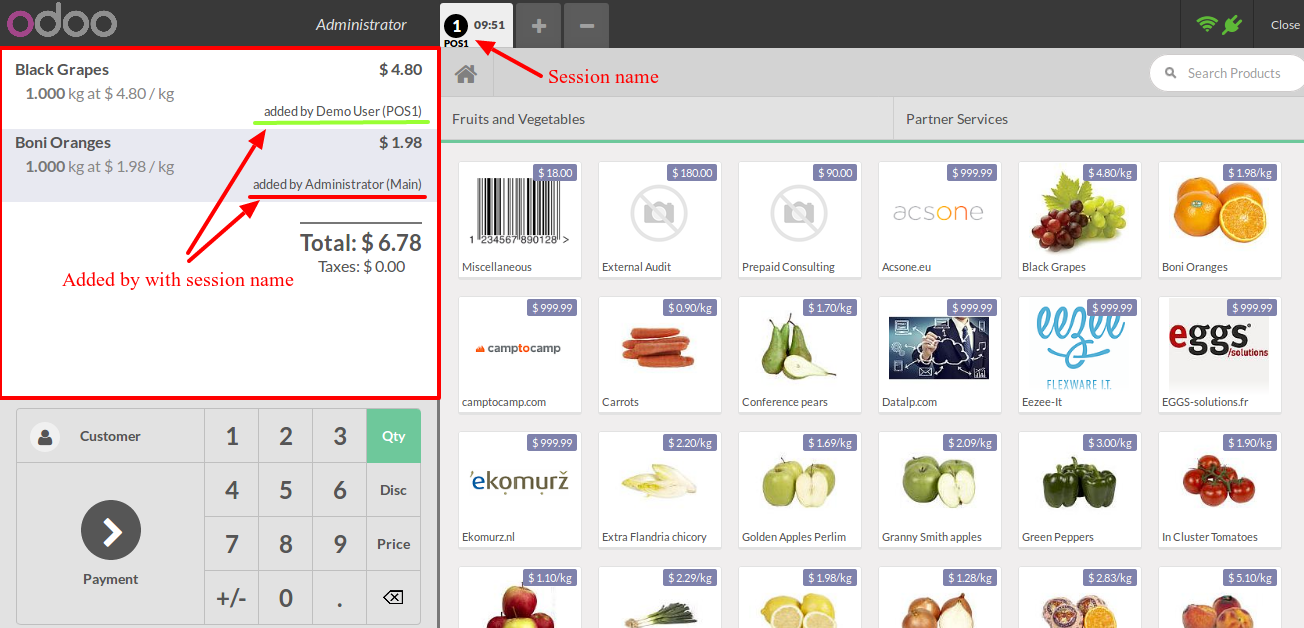 odoo
Administrator
1
09:51
POS1
+
−
Close
Session name
Search Products
Black Grapes
$ 4.80
1.000 kg at $ 4.80 / kg
added by Demo User (POS1)
Boni Oranges
$ 1.98
1.000 kg at $ 1.98 / kg
added by Administrator (Main)
Total: $ 6.78
Taxes: $ 0.00
Added by with session name
Customer
1 2 3 Qty
4 5 6 Disc
7 8 9 Price
+/- 0 .
Payment
Fruits and Vegetables
Partner Services
$ 18.00
1 234567 890128 >
Miscellaneous
$ 180.00
External Audit
$ 90.00
Prepaid Consulting
$ 999.99
acsone
Acsone.eu
$ 4.80/kg
Black Grapes
$ 1.98/kg
Boni Oranges
$ 999.99
camptocamp
camptocamp.com
$ 0.90/kg
Carrots
$ 1.70/kg
Conference pears
$ 999.99
Datalp.com
$ 999.99
eezee
FLEXWARE I.T.
Eezee-It
$ 999.99
eggs
/solutions
EGGS-solutions.fr
$ 999.99
'ekomurż
Ekomurz.nl
$ 2.20/kg
Extra Flandria chicory
$ 1.69/kg
Golden Apples Perlim
$ 2.09/kg
Granny Smith apples
$ 3.00/kg
Green Peppers
$ 1.90/kg
In Cluster Tomatoes
$ 1.10/kg
$ 2.29/kg
$ 1.98/kg
$ 1.28/kg
$ 2.83/kg
$ 5.10/kg